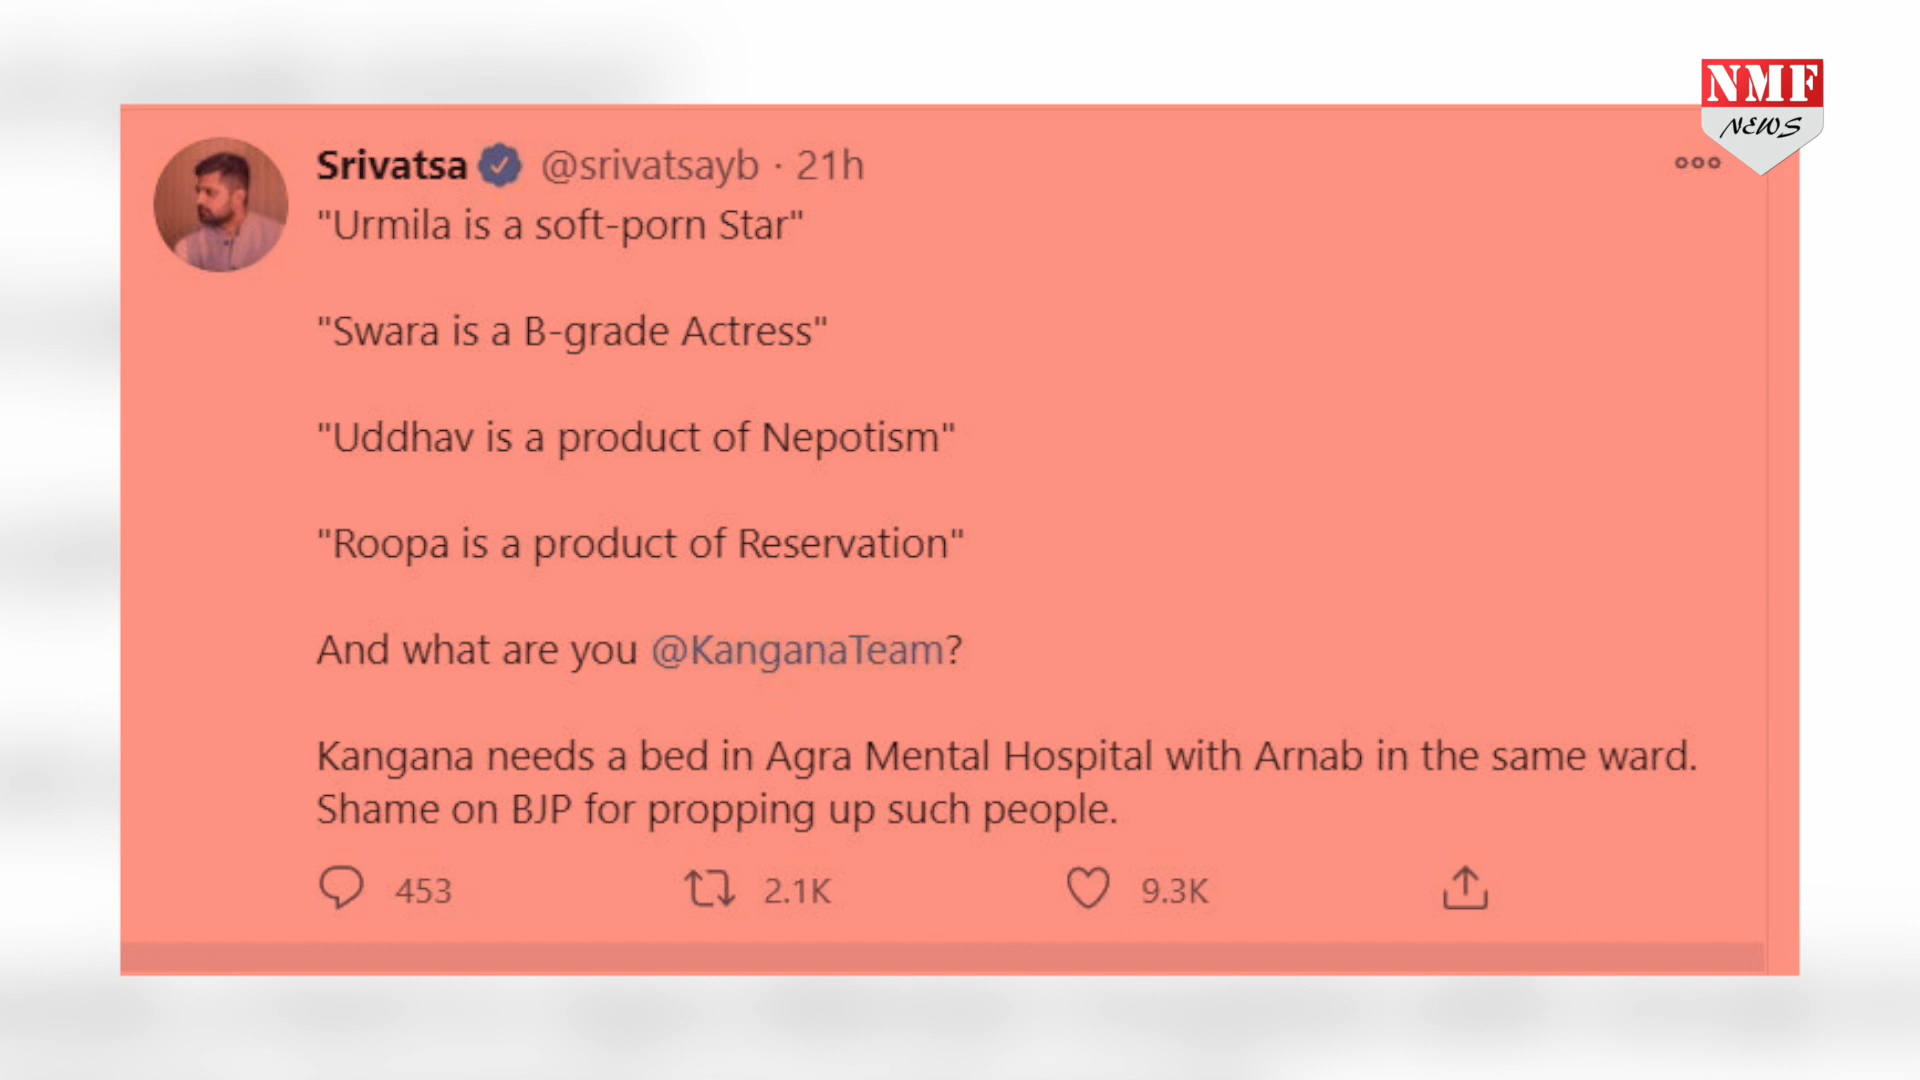 NMF
NEWS
Srivatsa @srivatsayb · 21h
"Urmila is a soft-porn Star"
"Swara is a B-grade Actress"
"Uddhav is a product of Nepotism"
"Roopa is a product of Reservation"
And what are you @KanganaTeam?
Kangana needs a bed in Agra Mental Hospital with Arnab in the same ward.
Shame on BJP for propping up such people.
453 2.1K 9.3K